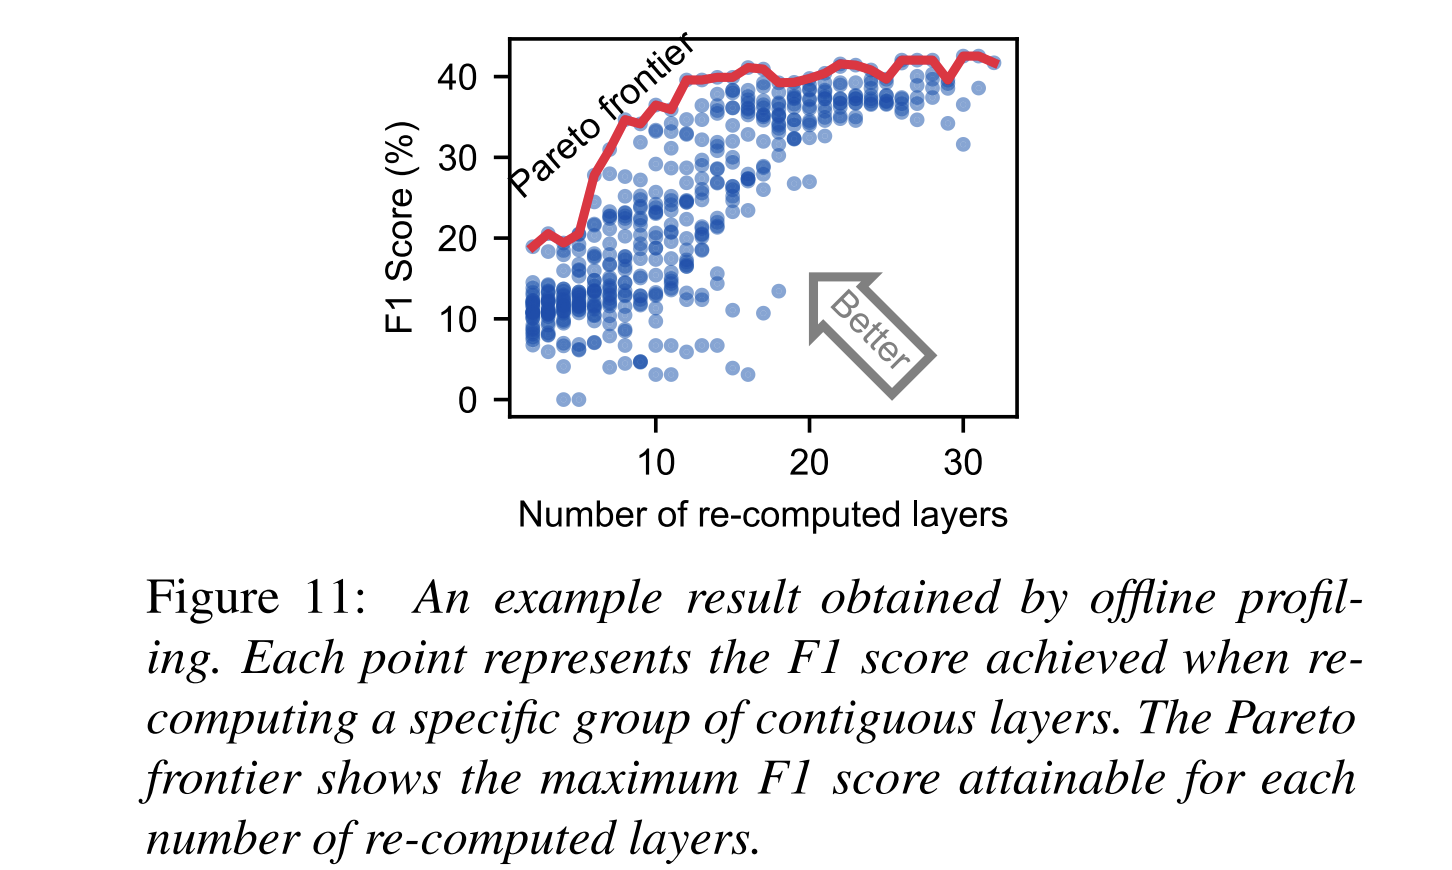 Pareto frontier
F1 Score (%)
40
30
20
10
0
Better
10 20 30
Number of re-computed layers
Figure 11: An example result obtained by offline profil-
ing. Each point represents the F1 score achieved when re-
computing a specific group of contiguous layers. The Pareto
frontier shows the maximum F1 score attainable for each
number of re-computed layers.